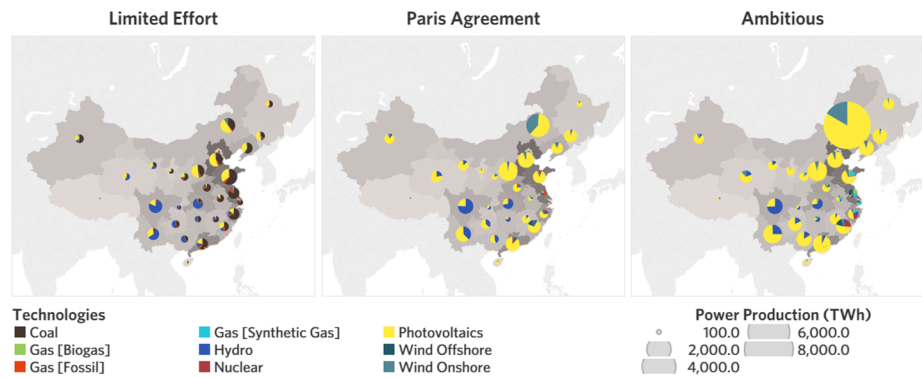 Limited Effort
Paris Agreement
Ambitious
Technologies
Coal
Gas [Biogas]
Gas [Fossil]
Gas [Synthetic Gas]
Hydro
Nuclear
Photovoltaics
Wind Offshore
Wind Onshore
Power Production (TWh)
100.0
2,000.0
4,000.0
6,000.0
8,000.0